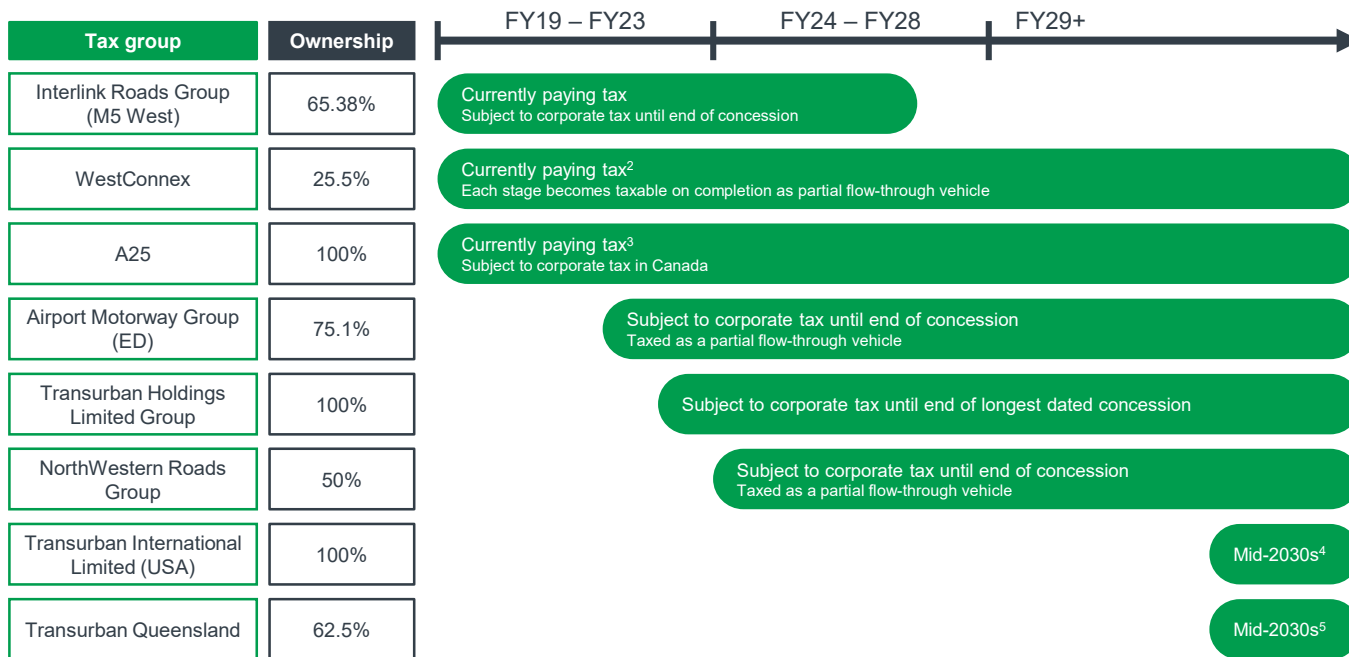 FY19 – FY23
FY24 – FY28
FY29+
Tax group
Ownership
Interlink Roads Group
(M5 West)
65.38%
Currently paying tax
Subject to corporate tax until end of concession
WestConnex
25.5%
Currently paying tax²
Each stage becomes taxable on completion as partial flow-through vehicle
A25
100%
Currently paying tax³
Subject to corporate tax in Canada
Airport Motorway Group
(ED)
75.1%
Subject to corporate tax until end of concession
Taxed as a partial flow-through vehicle
Transurban Holdings
Limited Group
100%
Subject to corporate tax until end of longest dated concession
NorthWestern Roads
Group
50%
Subject to corporate tax until end of concession
Taxed as a partial flow-through vehicle
Transurban International
Limited (USA)
100%
Mid-2030s⁴
Transurban Queensland
62.5%
Mid-2030s⁵